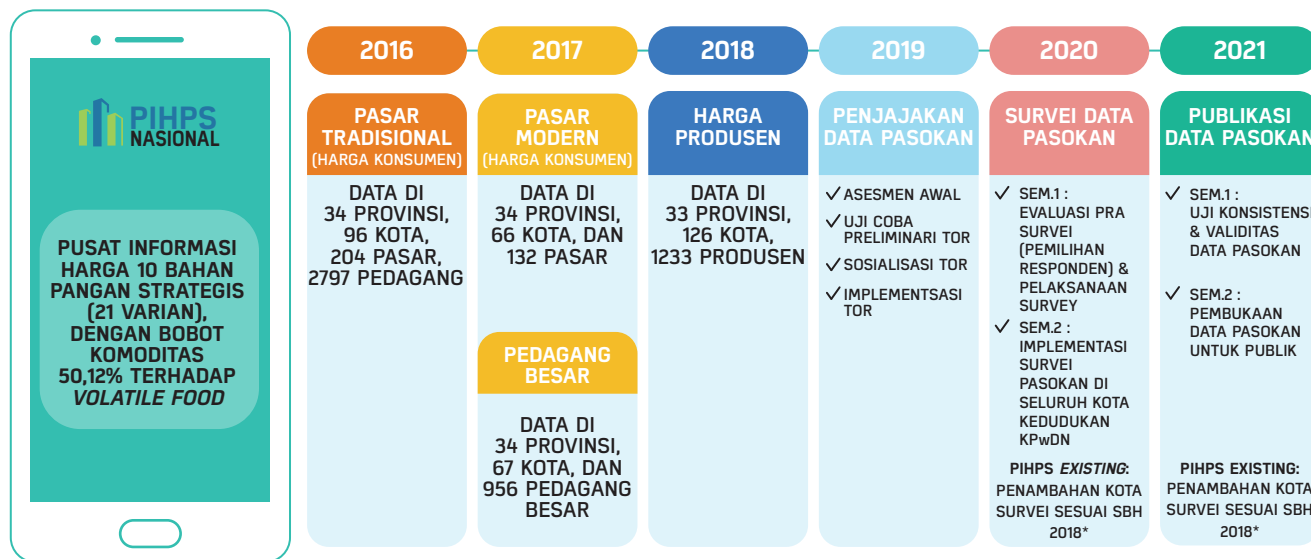 PIHPS
NASIONAL
PUSAT INFORMASI
HARGA 10 BAHAN
PANGAN STRATEGIS
(21 VARIAN),
DENGAN BOBOT
KOMODITAS
50,12% TERHADAP
VOLATILE FOOD
2016
PASAR
TRADISIONAL
(HARGA KONSUMEN)
DATA DI
34 PROVINSI,
96 KOTA,
204 PASAR,
2797 PEDAGANG
2017
PASAR
MODERN
(HARGA KONSUMEN)
DATA DI
34 PROVINSI,
66 KOTA, DAN
132 PASAR
PEDAGANG
BESAR
DATA DI
34 PROVINSI,
67 KOTA, DAN
956 PEDAGANG
BESAR
2018
HARGA
PRODUSEN
DATA DI
33 PROVINSI,
126 KOTA,
1233 PRODUSEN
2019
PENJAJAKAN
DATA PASOKAN
✓ ASESMEN AWAL
✓ UJI COBA
PRELIMINARI TOR
✓ SOSIALISASI TOR
✓ IMPLEMENTSASI
TOR
2020
SURVEI DATA
PASOKAN
✓ SEM.1 :
EVALUASI PRA
SURVEI
(PEMILIHAN
RESPONDEN) &
PELAKSANAAN
SURVEY
✓ SEM.2 :
IMPLEMENTASI
SURVEI
PASOKAN DI
SELURUH KOTA
KEDUDUKAN
KPwDN
PIHPS EXISTING:
PENAMBAHAN KOTA
SURVEI SESUAI SBH
2018*
2021
PUBLIKASI
DATA PASOKAN
✓ SEM.1 :
UJI KONSISTENSI
& VALIDITAS
DATA PASOKAN
✓ SEM.2 :
PEMBUKAAN
DATA PASOKAN
UNTUK PUBLIK
PIHPS EXISTING:
PENAMBAHAN KOTA
SURVEI SESUAI SBH
2018*